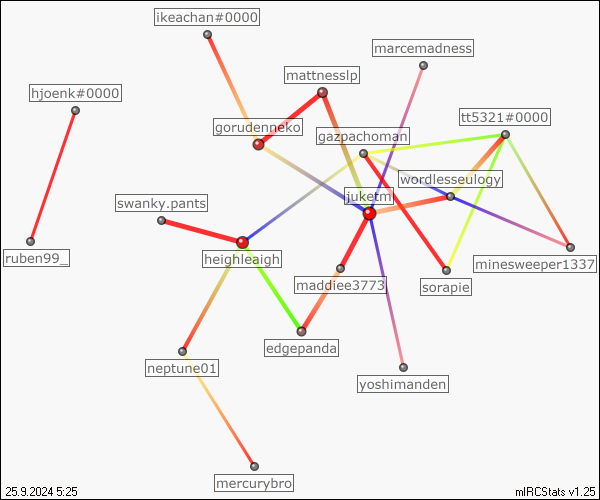 ikeachan#0000
marcemadness
mattnesslp
hjoenk#0000
tt5321#0000
gorudenneko
gazpachoman
wordlesseulogy
juketm
swanky.pants
ruben99_
heighleaigh
minesweeper1337
maddiee3773
sorapie
edgepanda
neptune01
yoshimanden
mercurybro
25.9.2024 5:25
mIRCStats v1.25